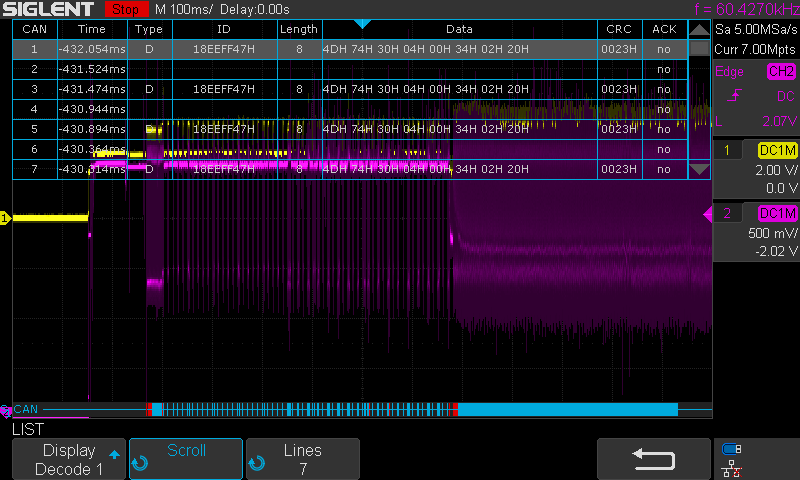 SIGLENT Stop M 100ms/ Delay:0.00s f = 60.4270kHz
Sa 5.00MSa/s
Curr 7.00Mpts
CAN Time Type ID Length Data CRC ACK
1 -432.054ms D 18EEFF47H 8 4DH 74H 30H 04H 00H 34H 02H 20H 0023H no
2 -431.524ms no
3 -431.474ms D 18EEFF47H 8 4DH 74H 30H 04H 00H 34H 02H 20H 0023H no
4 -430.944ms no
5 -430.894ms D 18EEFF47H 8 4DH 74H 30H 04H 00H 34H 02H 20H 0023H no
6 -430.364ms no
7 -430.314ms D 18EEFF47H 8 4DH 74H 30H 04H 00H 34H 02H 20H 0023H no
Edge CH2
DC
L 2.07V
1 DC1M
2.00 V/
0.0 V
2 DC1M
500 mV/
-2.02 V
1
CAN
LIST
Display
Decode 1
Scroll
Lines
7